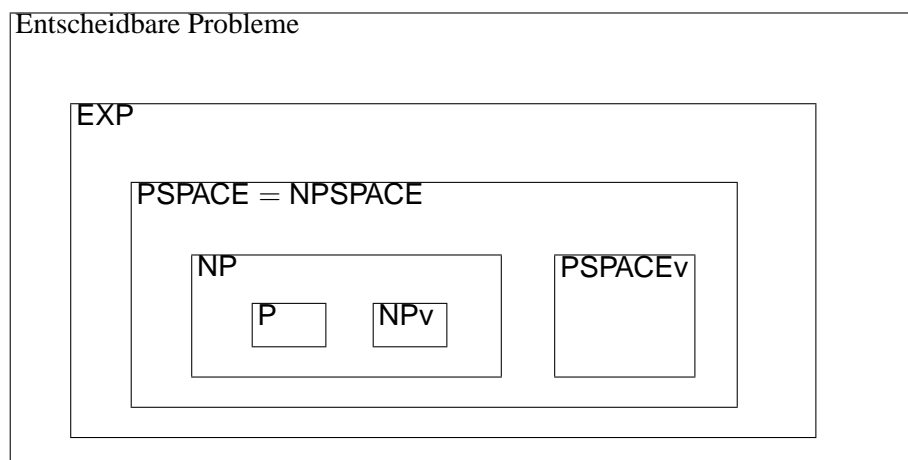 Entscheidbare Probleme
EXP
PSPACE = NPSPACE
NP
PSPACEv
P
NPv